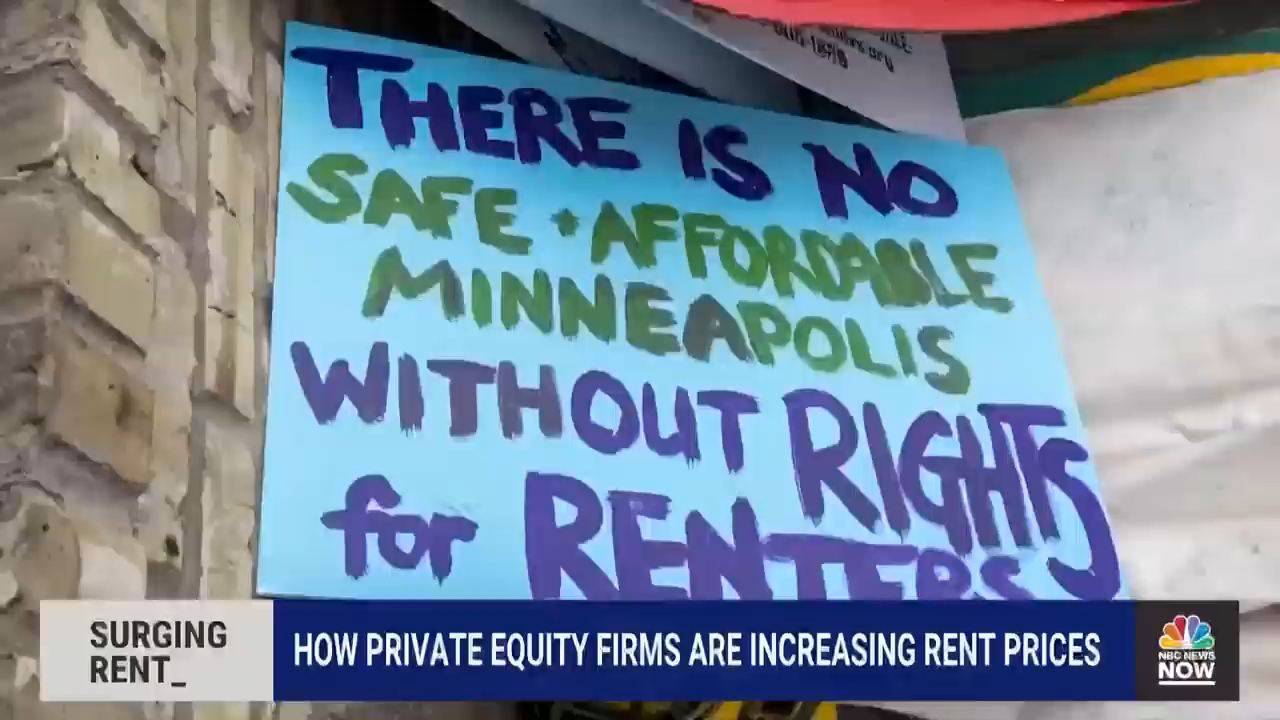 THERE IS NO
SAFE + AFFORDABLE
MINNEAPOLIS
WITHOUT RIGHTS
for RENTERS
SURGING
RENT_
HOW PRIVATE EQUITY FIRMS ARE INCREASING RENT PRICES
NBC NEWS
NOW